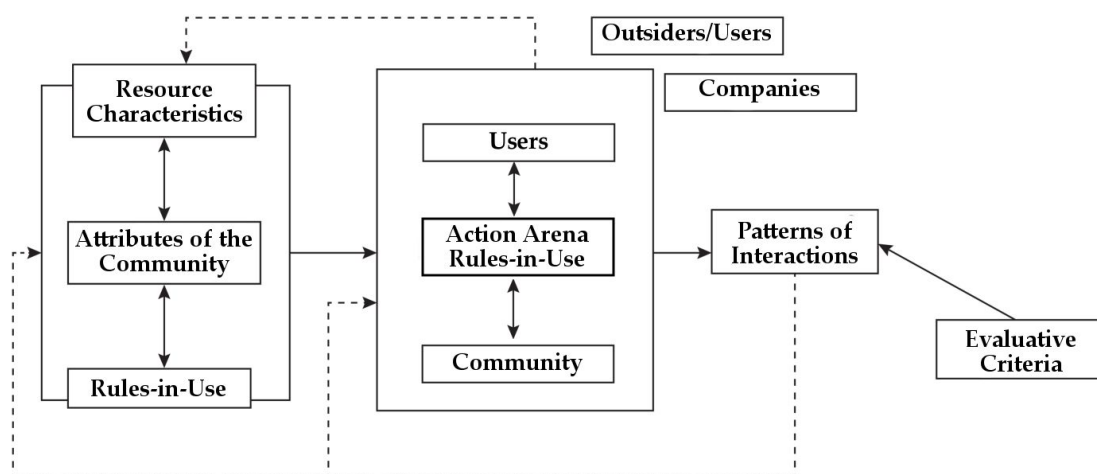 Outsiders/Users
Companies
Resource
Characteristics
Attributes of the
Community
Rules-in-Use
Users
Action Arena
Rules-in-Use
Community
Patterns of
Interactions
Evaluative
Criteria